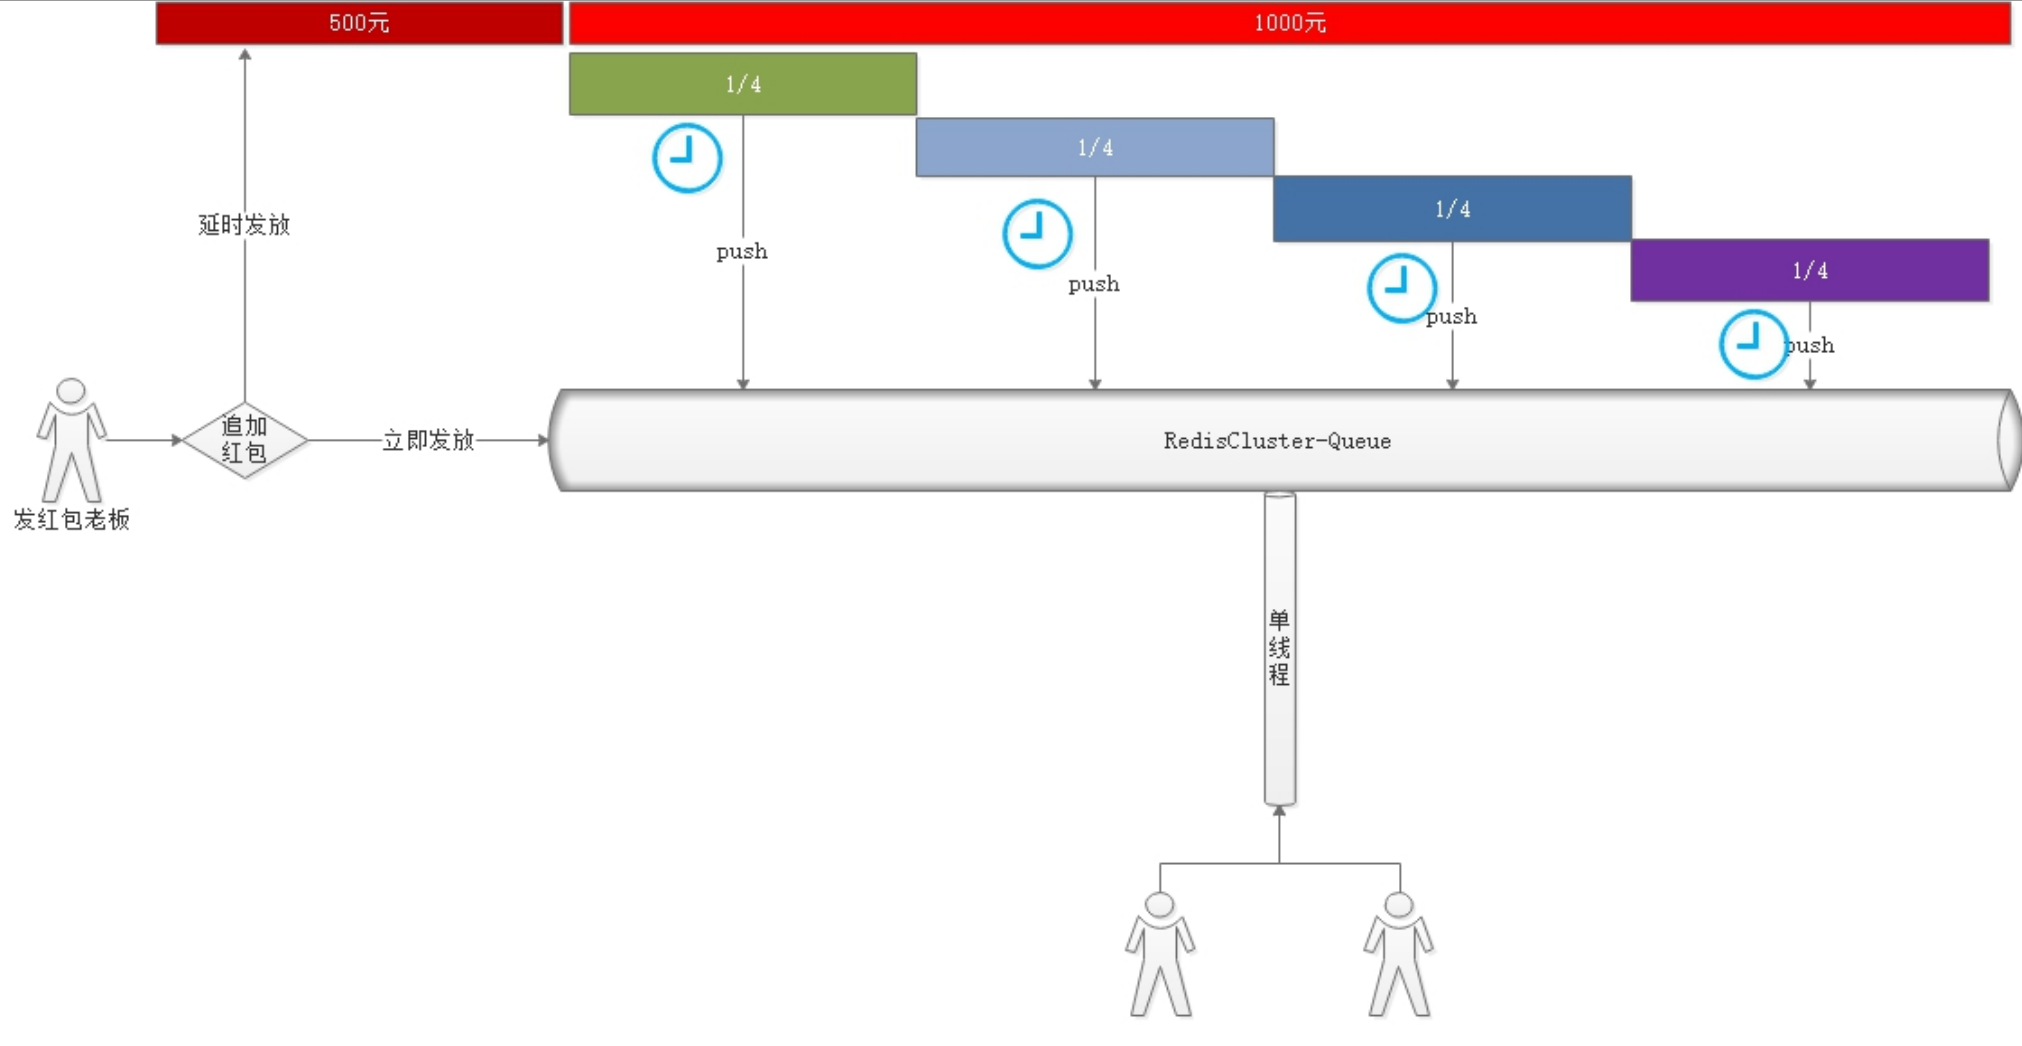 500元
1000元
1/4
1/4
1/4
1/4
延时发放
push
push
push
push
追加
红包
立即发放
RedisCluster-Queue
发红包老板
单
线
程